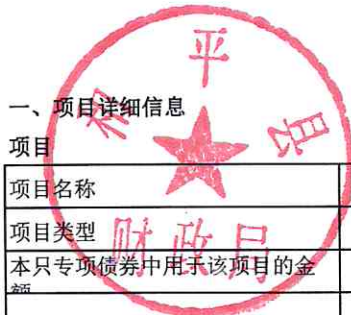 和平县
一、项目详细信息
项目
项目名称
项目类型
财政局
本只专项债券中用于该项目的金
额